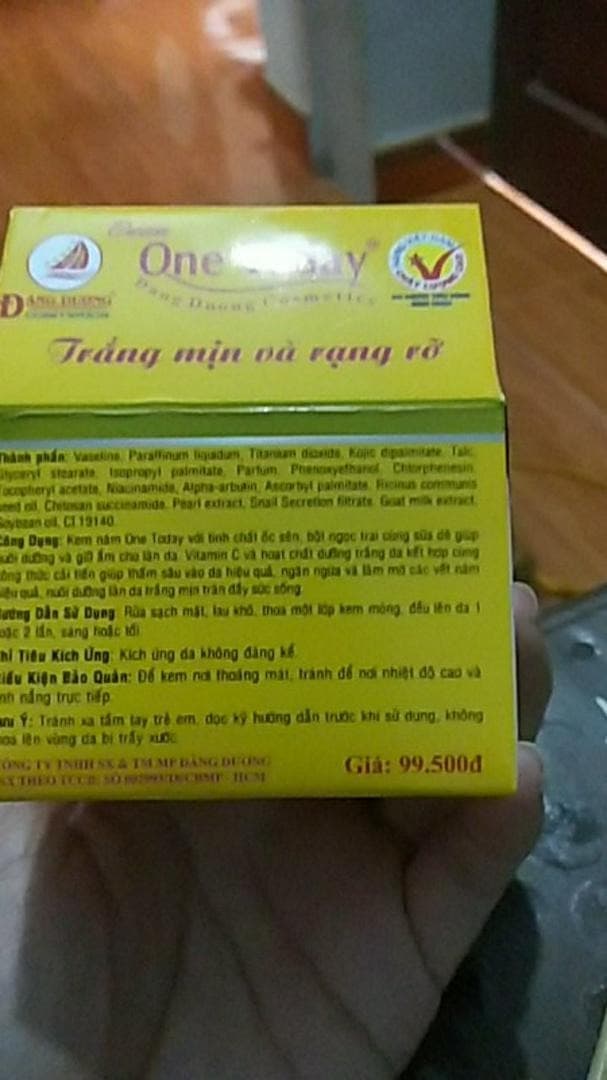 Cream
One Today®
Đăng Dương Cosmetics
ĐĂNG DƯƠNG
Trắng mịn và rạng rỡ
Thành phần: Vaseline, Paraffinum liquidum, Titanium dioxide, Kojic dipalmitate, Talc,
Glyceryl stearate, Isopropyl palmitate, Parfum, Phenoxyethanol, Chlorphenesin,
Tocopheryl acetate, Niacinamide, Alpha-arbutin, Ascorbyl palmitate, Ricinus communis
seed oil, Chitosan succinamide, Pearl extract, Snail Secretion filtrate, Goat milk extract,
Soybean oil, CI 19140.
Công Dụng: Kem nám One Today với tinh chất ốc sên, bột ngọc trai cùng sữa dê giúp
nuôi dưỡng và giữ ẩm cho làn da. Vitamin C và hoạt chất dưỡng trắng da kết hợp cùng
công thức cải tiến giúp thấm sâu vào da hiệu quả, ngăn ngừa và làm mờ các vết nám
hiệu quả, nuôi dưỡng làn da trắng mịn tràn đầy sức sống.
Hướng Dẫn Sử Dụng: Rửa sạch mặt, lau khô, thoa một lớp kem mỏng, đều lên da 1
hoặc 2 lần, sáng hoặc tối.
Chỉ Tiêu Kích Ứng: Kích ứng da không đáng kể.
Điều Kiện Bảo Quản: Để kem nơi thoáng mát, tránh để nơi nhiệt độ cao và
ánh nắng trực tiếp.
Lưu Ý: Tránh xa tầm tay trẻ em, đọc kỹ hướng dẫn trước khi sử dụng, không
thoa lên vùng da bị trầy xước.
CÔNG TY TNHH SX & TM MP ĐĂNG DƯƠNG
Giá: 99.500đ